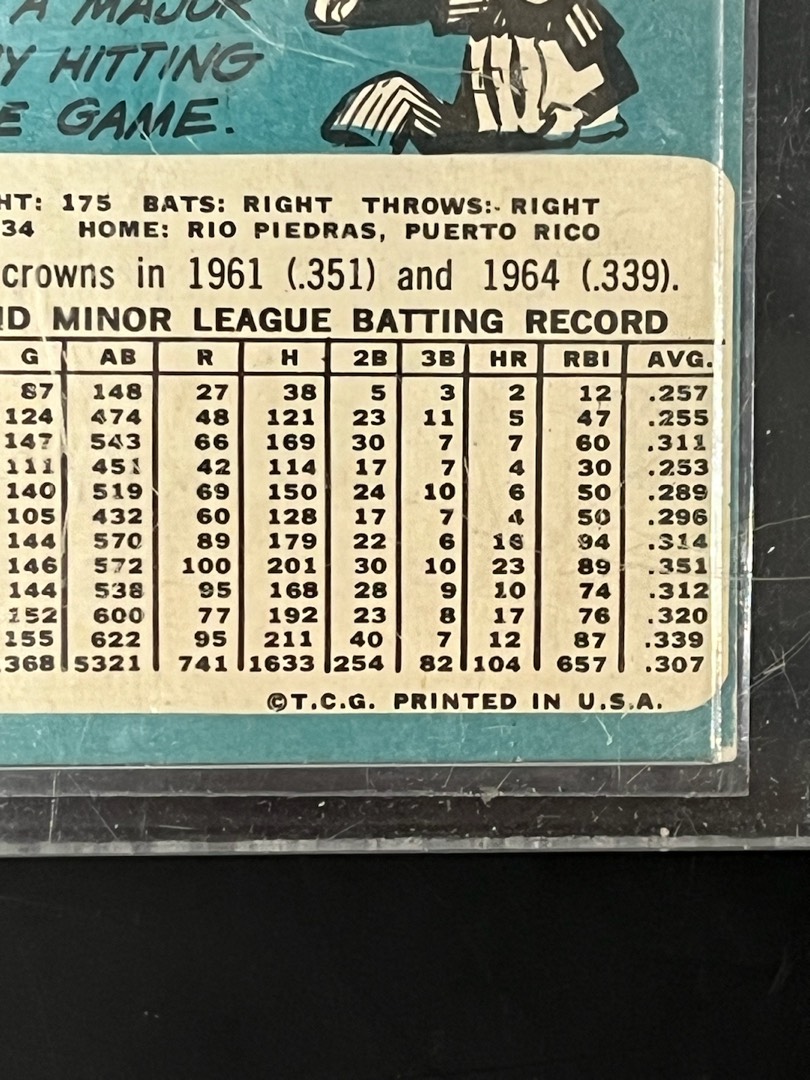 A MAJOR
Y HITTING
E GAME.
HT: 175 BATS: RIGHT THROWS: RIGHT
34 HOME: RIO PIEDRAS, PUERTO RICO
crowns in 1961 (.351) and 1964 (.339).
ND MINOR LEAGUE BATTING RECORD
G AB R H 2B 3B HR RBI AVG.
87 148 27 38 5 3 2 12 .257
124 474 48 121 23 11 5 47 .255
147 543 66 169 30 7 7 60 .311
111 451 42 114 17 7 4 30 .253
140 519 69 150 24 10 6 50 .289
105 432 60 128 17 7 4 50 .296
144 570 89 179 22 6 16 94 .314
146 572 100 201 30 10 23 89 .351
144 538 95 168 28 9 10 74 .312
152 600 77 192 23 8 17 76 .320
155 622 95 211 40 7 12 87 .339
1368 5321 741 1633 254 82 104 657 .307
©T.C.G. PRINTED IN U.S.A.